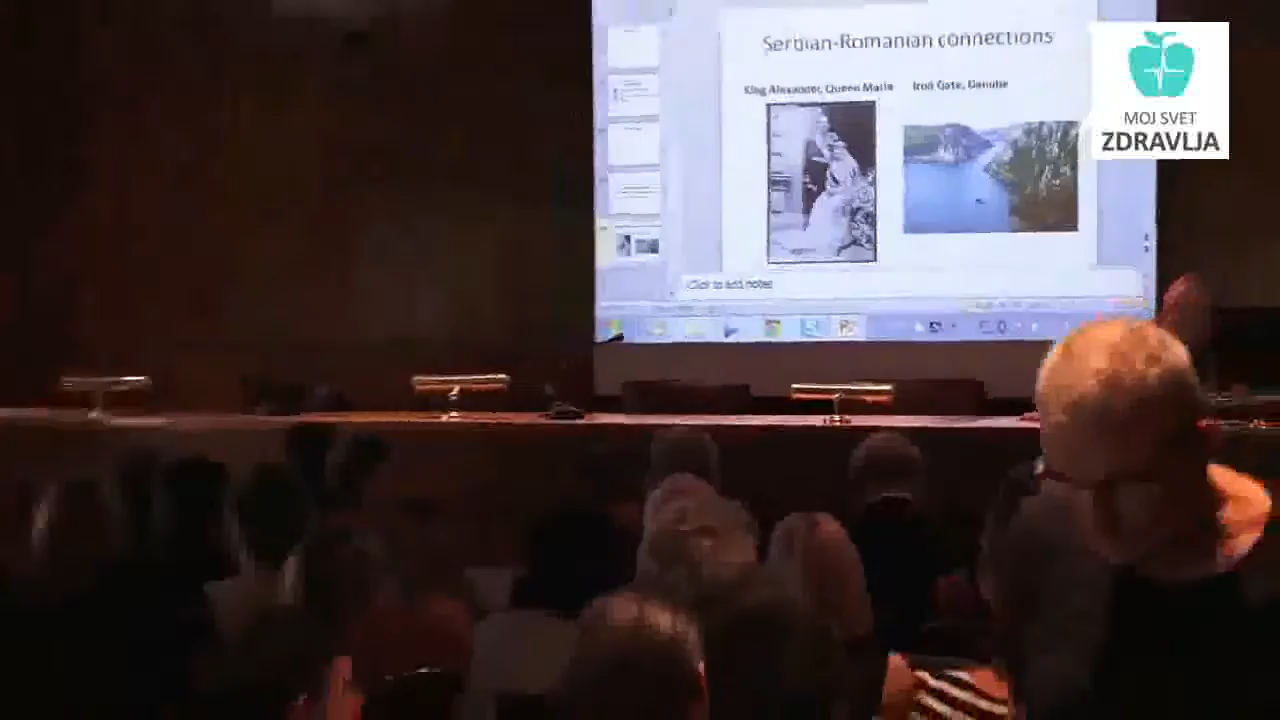 Serbian-Romanian connections
King Alexander, Queen Maria
Iron Gate, Danube
Click to add notes
MOJ SVET
ZDRAVLJA